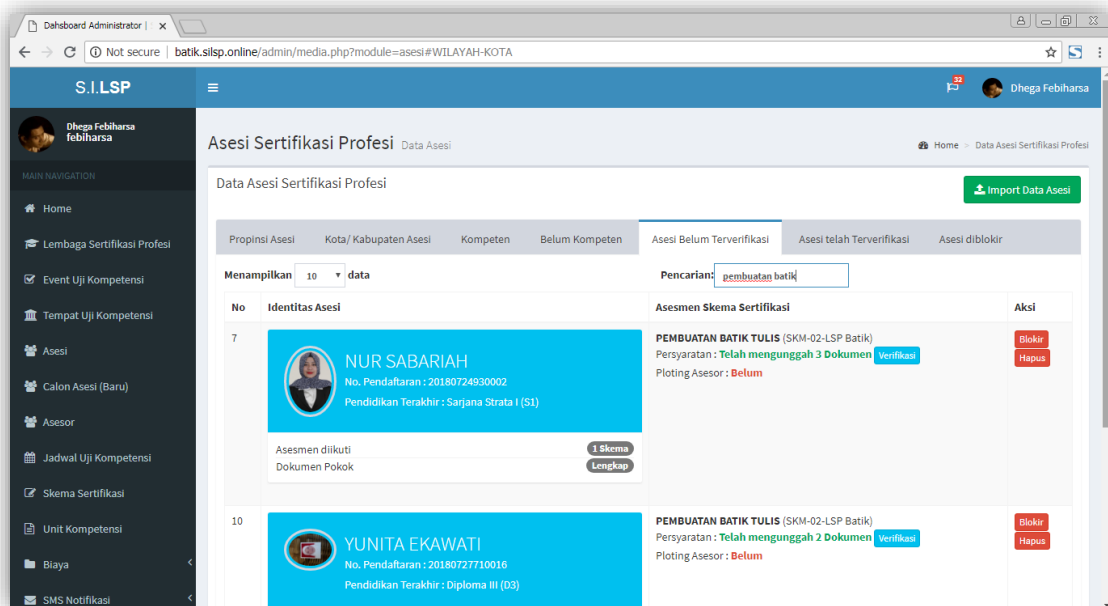 Dahsboard Administrator |
Not secure | batik.silsp.online/admin/media.php?module=asesi#WILAYAH-KOTA
S.I.LSP
32
Dhega Febiharsa
Dhega Febiharsa
febiharsa
MAIN NAVIGATION
Home
Lembaga Sertifikasi Profesi
Event Uji Kompetensi
Tempat Uji Kompetensi
Asesi
Calon Asesi (Baru)
Asesor
Jadwal Uji Kompetensi
Skema Sertifikasi
Unit Kompetensi
Biaya
SMS Notifikasi
Asesi Sertifikasi Profesi Data Asesi
Home > Data Asesi Sertifikasi Profesi
Data Asesi Sertifikasi Profesi
Import Data Asesi
Propinsi Asesi Kota/ Kabupaten Asesi Kompeten Belum Kompeten Asesi Belum Terverifikasi Asesi telah Terverifikasi Asesi diblokir
Menampilkan 10 data Pencarian: pembuatan batik
No Identitas Asesi Asesmen Skema Sertifikasi Aksi
7
NUR SABARIAH
No. Pendaftaran : 20180724930002
Pendidikan Terakhir : Sarjana Strata I (S1)
Asesmen diikuti 1 Skema
Dokumen Pokok Lengkap
PEMBUATAN BATIK TULIS (SKM-02-LSP Batik)
Persyaratan : Telah mengunggah 3 Dokumen Verifikasi
Ploting Asesor : Belum
Blokir
Hapus
10
YUNITA EKAWATI
No. Pendaftaran : 20180727710016
Pendidikan Terakhir : Diploma III (D3)
PEMBUATAN BATIK TULIS (SKM-02-LSP Batik)
Persyaratan : Telah mengunggah 2 Dokumen Verifikasi
Ploting Asesor : Belum
Blokir
Hapus